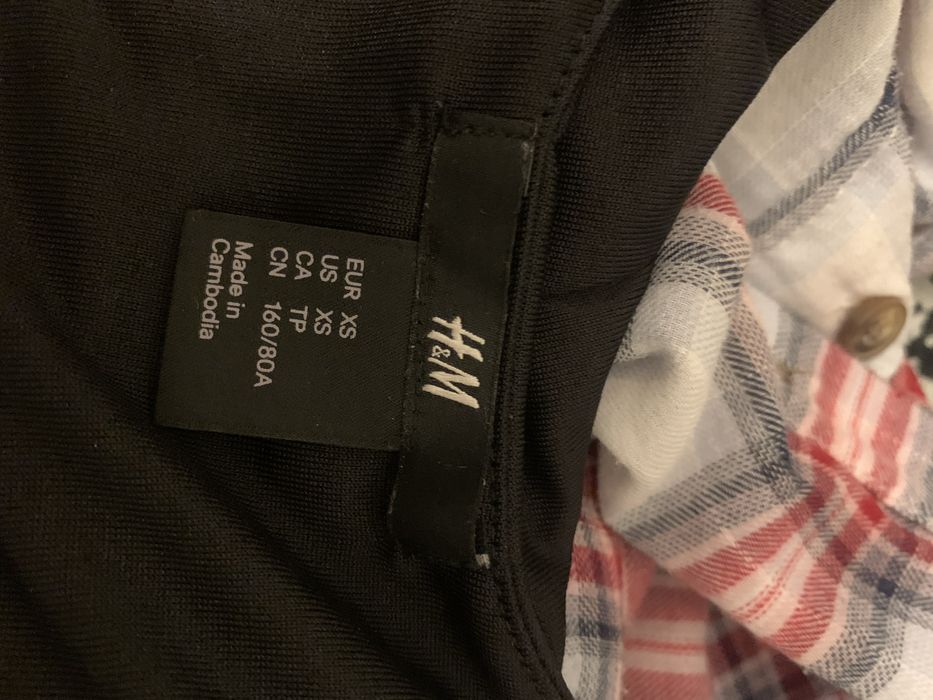 H&M
EUR XS
US XS
CA TP
CN 160/80A
Made in
Cambodia